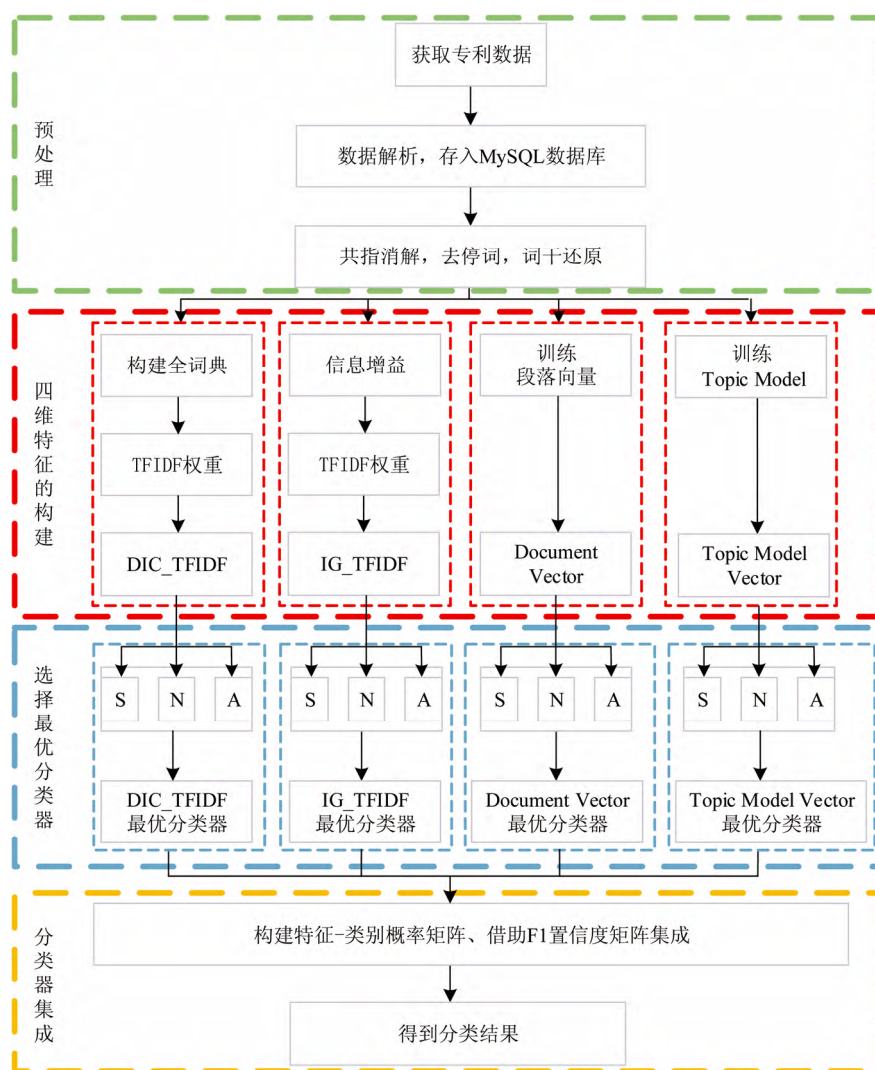 获取专利数据
预处理
数据解析，存入MySQL数据库
共指消解，去停词，词干还原
四维特征的构建
构建全词典
信息增益
训练
段落向量
训练
Topic Model
TFIDF权重
TFIDF权重
DIC_TFIDF
IG_TFIDF
Document
Vector
Topic Model
Vector
选择最优分类器
S N A
S N A
S N A
S N A
DIC_TFIDF
最优分类器
IG_TFIDF
最优分类器
Document Vector
最优分类器
Topic Model Vector
最优分类器
分类器集成
构建特征-类别概率矩阵、借助F1置信度矩阵集成
得到分类结果